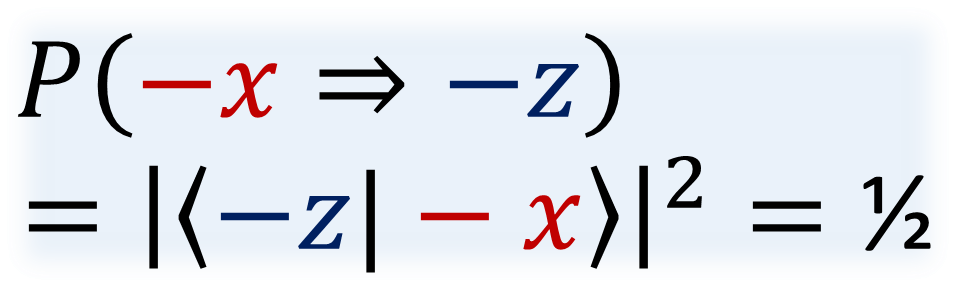 P(−x ⇒ −z)
= |⟨−z| − x⟩|² = ½